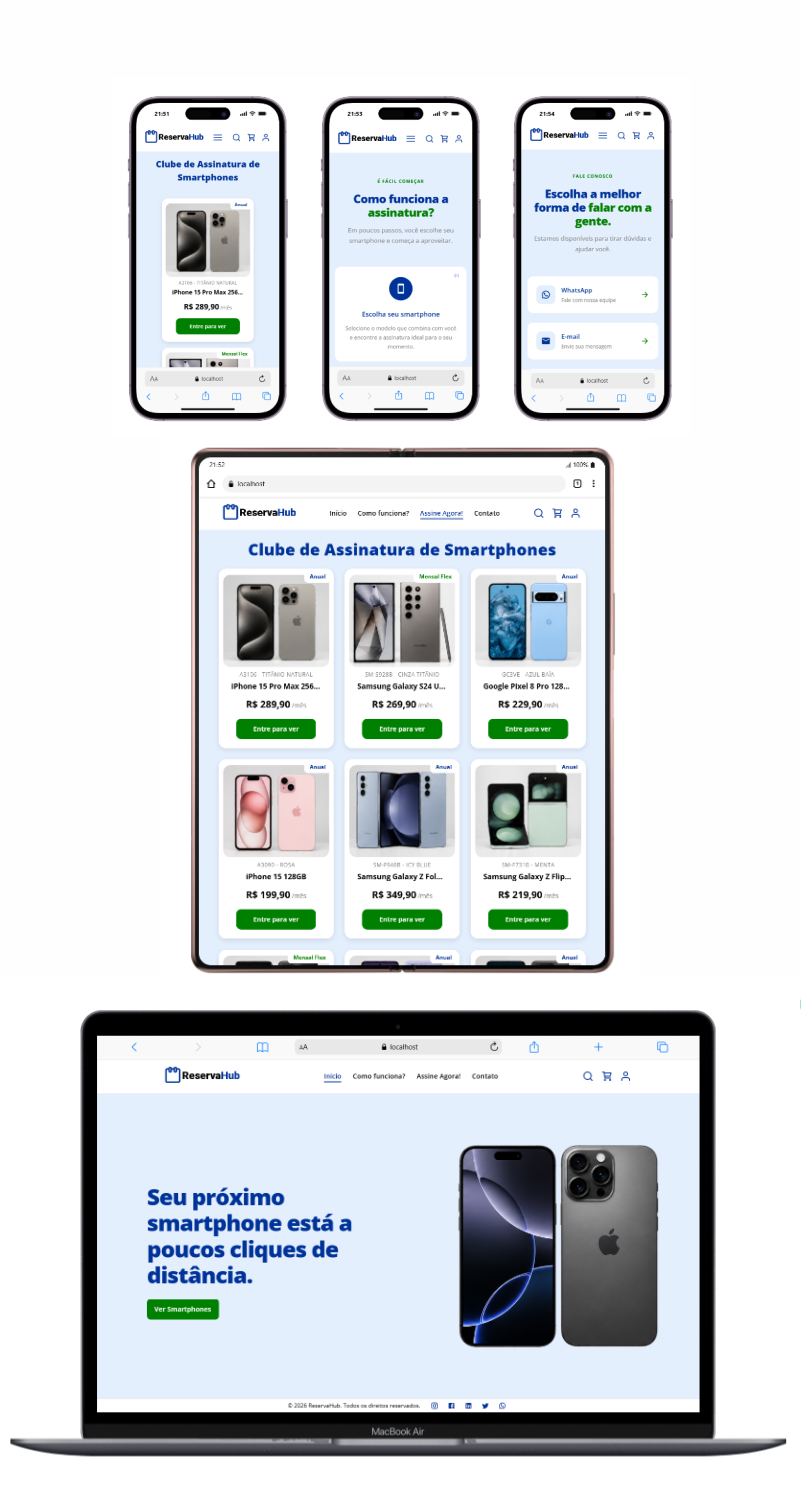 21:51
ReservaHub
Clube de Assinatura de
Smartphones
Anual
A3106 - TITÂNIO NATURAL
iPhone 15 Pro Max 256...
R$ 289,90 /mês
Entre para ver
Mensal Flex
AA localhost
21:53
ReservaHub
É FÁCIL COMEÇAR
Como funciona a
assinatura?
Em poucos passos, você escolhe seu
smartphone e começa a aproveitar.
01
Escolha seu smartphone
Selecione o modelo que combina com você
e encontre a assinatura ideal para o seu
momento.
AA localhost
21:54
ReservaHub
FALE CONOSCO
Escolha a melhor
forma de falar com a
gente.
Estamos disponíveis para tirar dúvidas e
ajudar você.
WhatsApp
Fale com nossa equipe
E-mail
Envie sua mensagem
AA localhost
21:52 100%
localhost 1
ReservaHub Início Como funciona? Assine Agora! Contato
Clube de Assinatura de Smartphones
Anual
A3106 - TITÂNIO NATURAL
iPhone 15 Pro Max 256...
R$ 289,90 /mês
Entre para ver
Mensal Flex
SM-S928B - CINZA TITÂNIO
Samsung Galaxy S24 U...
R$ 269,90 /mês
Entre para ver
Anual
GC3VE - AZUL BAÍA
Google Pixel 8 Pro 128...
R$ 229,90 /mês
Entre para ver
Anual
A3090 - ROSA
iPhone 15 128GB
R$ 199,90 /mês
Entre para ver
Anual
SM-F946B - ICY BLUE
Samsung Galaxy Z Fol...
R$ 349,90 /mês
Entre para ver
Anual
SM-F731B - MENTA
Samsung Galaxy Z Flip...
R$ 219,90 /mês
Entre para ver
Mensal Flex
Anual
Anual
AA localhost
ReservaHub Início Como funciona? Assine Agora! Contato
Seu próximo
smartphone está a
poucos cliques de
distância.
Ver Smartphones
© 2026 ReservaHub. Todos os direitos reservados.
MacBook Air